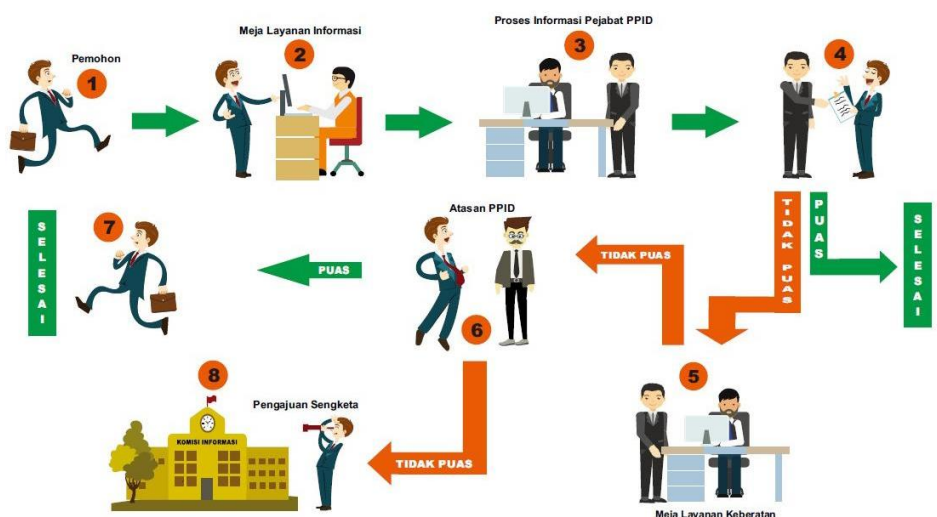 Pemohon
1
Meja Layanan Informasi
2
Proses Informasi Pejabat PPID
3
4
TIDAK PUAS
PUAS
SELESAI
SELESAI
7
PUAS
Atasan PPID
6
TIDAK PUAS
5
Meja Layanan Keberatan
8
KOMISI INFORMASI
Pengajuan Sengketa
TIDAK PUAS